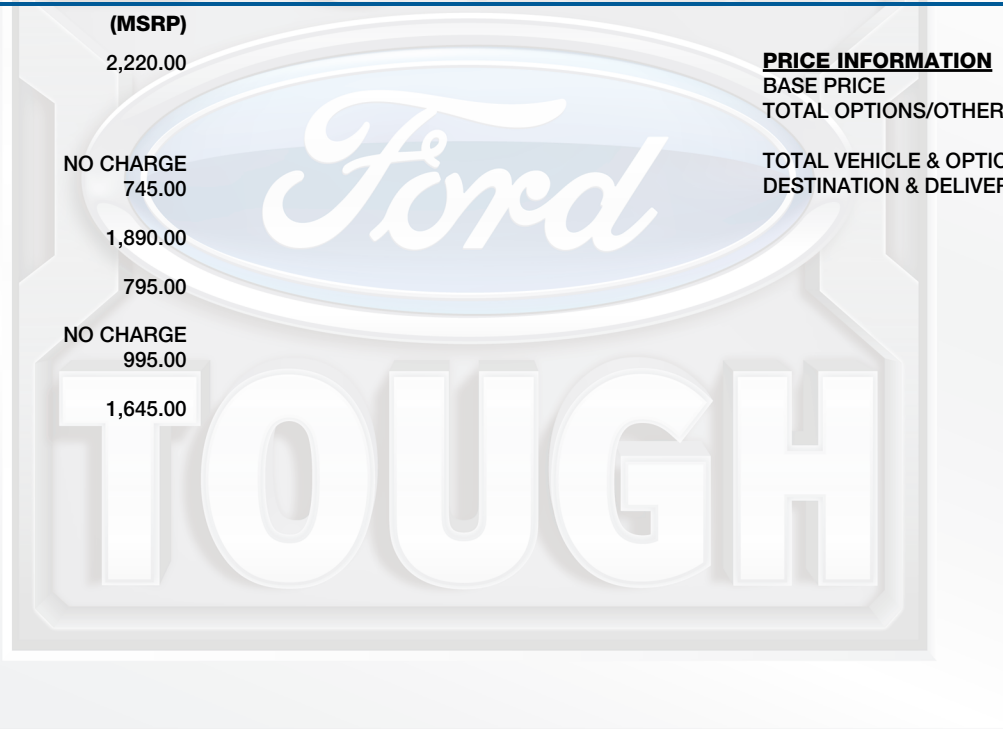 (MSRP)
2,220.00
NO CHARGE
745.00
1,890.00
795.00
NO CHARGE
995.00
1,645.00
PRICE INFORMATION
BASE PRICE
TOTAL OPTIONS/OTHER
TOTAL VEHICLE & OPTIO
DESTINATION & DELIVER
Ford
TOUGH